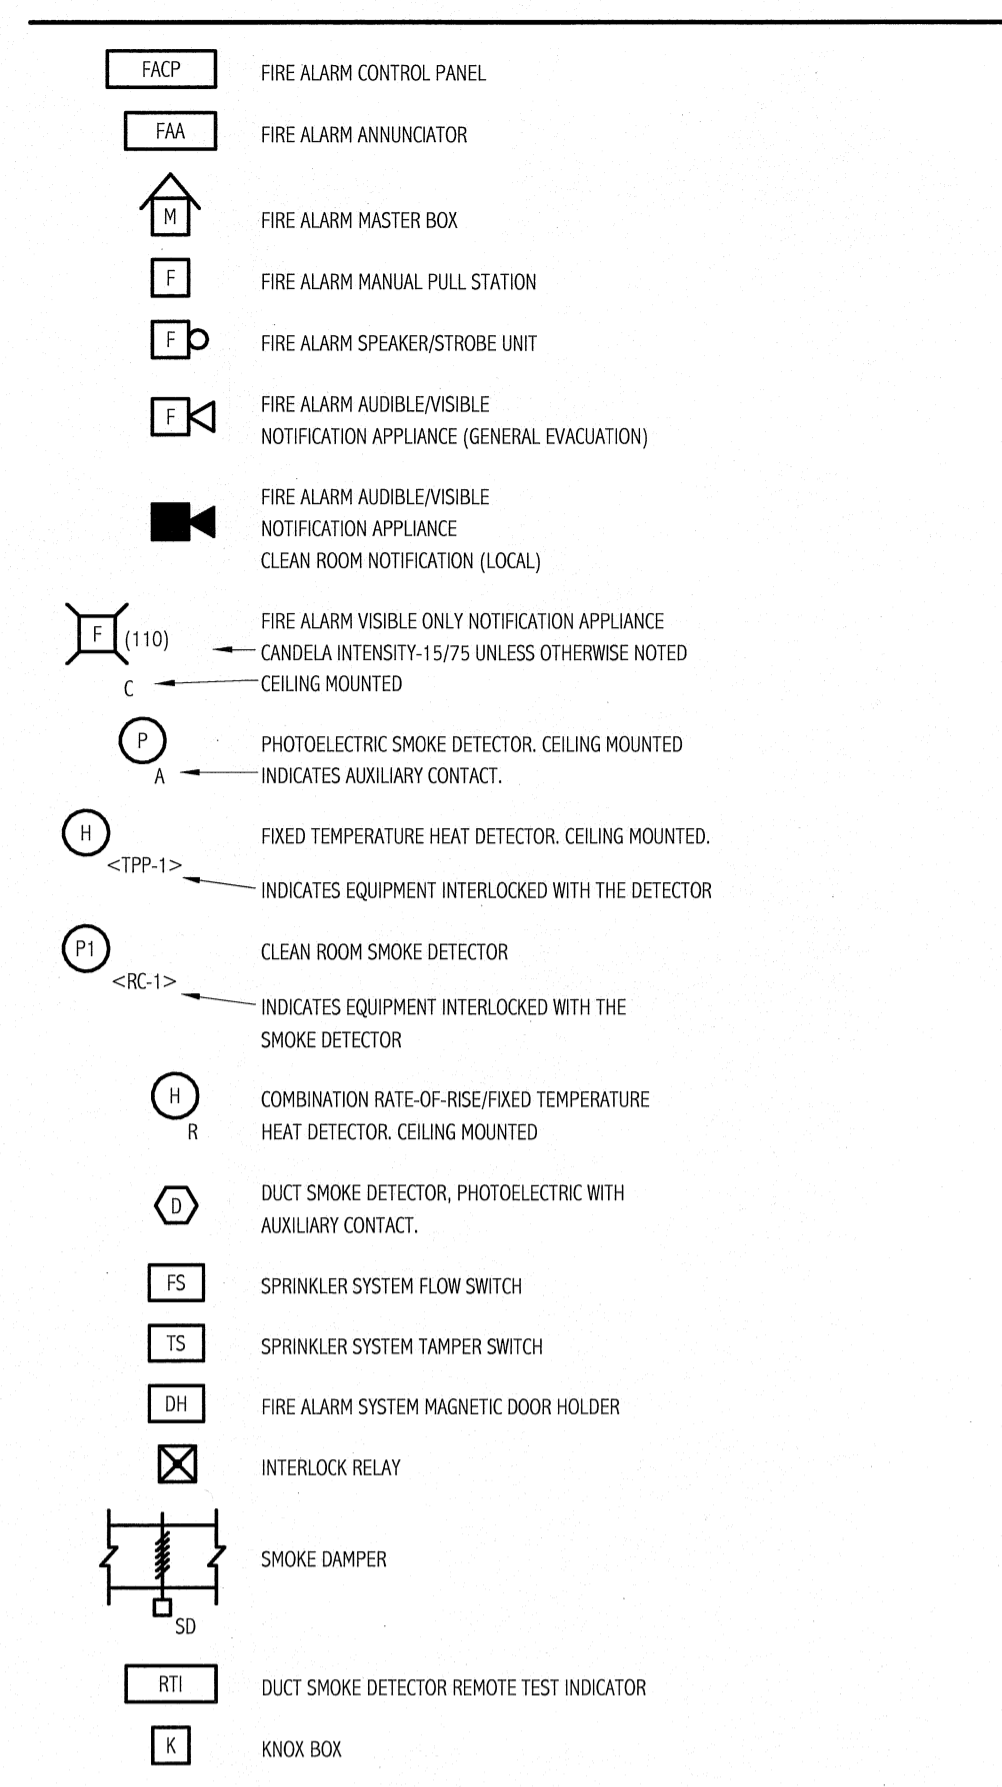 FACP FIRE ALARM CONTROL PANEL
FAA FIRE ALARM ANNUNCIATOR
M FIRE ALARM MASTER BOX
F FIRE ALARM MANUAL PULL STATION
F FIRE ALARM SPEAKER/STROBE UNIT
FIRE ALARM AUDIBLE/VISIBLE
F NOTIFICATION APPLIANCE (GENERAL EVACUATION)
FIRE ALARM AUDIBLE/VISIBLE
NOTIFICATION APPLIANCE
CLEAN ROOM NOTIFICATION (LOCAL)
FIRE ALARM VISIBLE ONLY NOTIFICATION APPLIANCE
F (110) CANDELA INTENSITY-15/75 UNLESS OTHERWISE NOTED
C CEILING MOUNTED
P PHOTOELECTRIC SMOKE DETECTOR. CEILING MOUNTED
A INDICATES AUXILIARY CONTACT.
H FIXED TEMPERATURE HEAT DETECTOR. CEILING MOUNTED.
<TPP-1>
INDICATES EQUIPMENT INTERLOCKED WITH THE DETECTOR
P1 CLEAN ROOM SMOKE DETECTOR
<RC-1>
INDICATES EQUIPMENT INTERLOCKED WITH THE
SMOKE DETECTOR
H COMBINATION RATE-OF-RISE/FIXED TEMPERATURE
R HEAT DETECTOR. CEILING MOUNTED
D DUCT SMOKE DETECTOR, PHOTOELECTRIC WITH
AUXILIARY CONTACT.
FS SPRINKLER SYSTEM FLOW SWITCH
TS SPRINKLER SYSTEM TAMPER SWITCH
DH FIRE ALARM SYSTEM MAGNETIC DOOR HOLDER
INTERLOCK RELAY
SMOKE DAMPER
SD
RTI DUCT SMOKE DETECTOR REMOTE TEST INDICATOR
K KNOX BOX